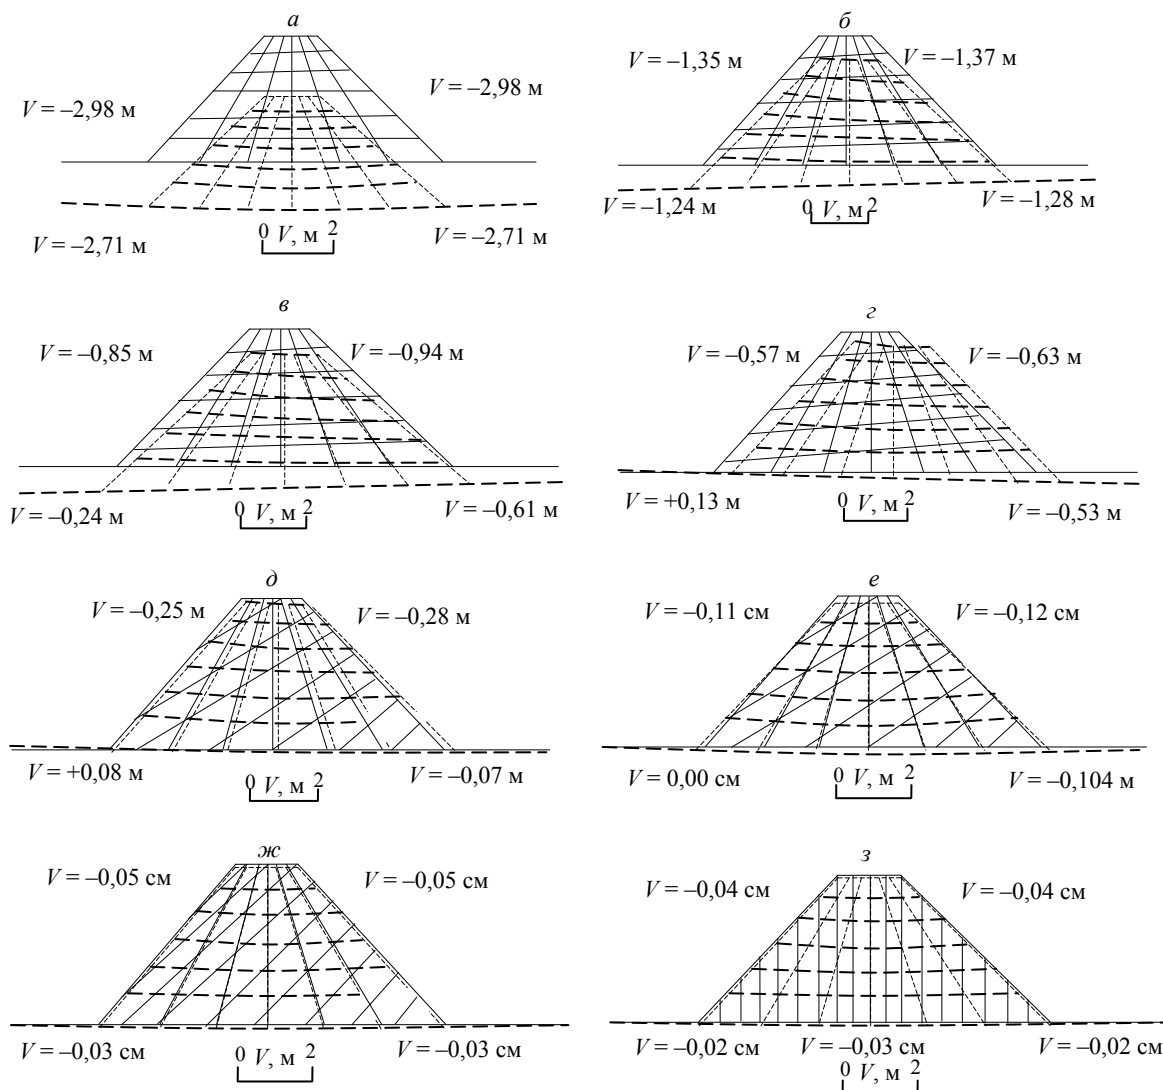 а
V = –2,98 м
V = –2,98 м
V = –2,71 м
V = –2,71 м
0 V, м 2
б
V = –1,35 м
V = –1,37 м
V = –1,24 м
V = –1,28 м
0 V, м 2
в
V = –0,85 м
V = –0,94 м
V = –0,24 м
V = –0,61 м
0 V, м 2
г
V = –0,57 м
V = –0,63 м
V = +0,13 м
V = –0,53 м
0 V, м 2
д
V = –0,25 м
V = –0,28 м
V = +0,08 м
V = –0,07 м
0 V, м 2
е
V = –0,11 см
V = –0,12 см
V = 0,00 см
V = –0,104 м
0 V, м 2
ж
V = –0,05 см
V = –0,05 см
V = –0,03 см
V = –0,03 см
0 V, м 2
з
V = –0,04 см
V = –0,04 см
V = –0,02 см
V = –0,03 см
V = –0,02 см
0 V, м 2